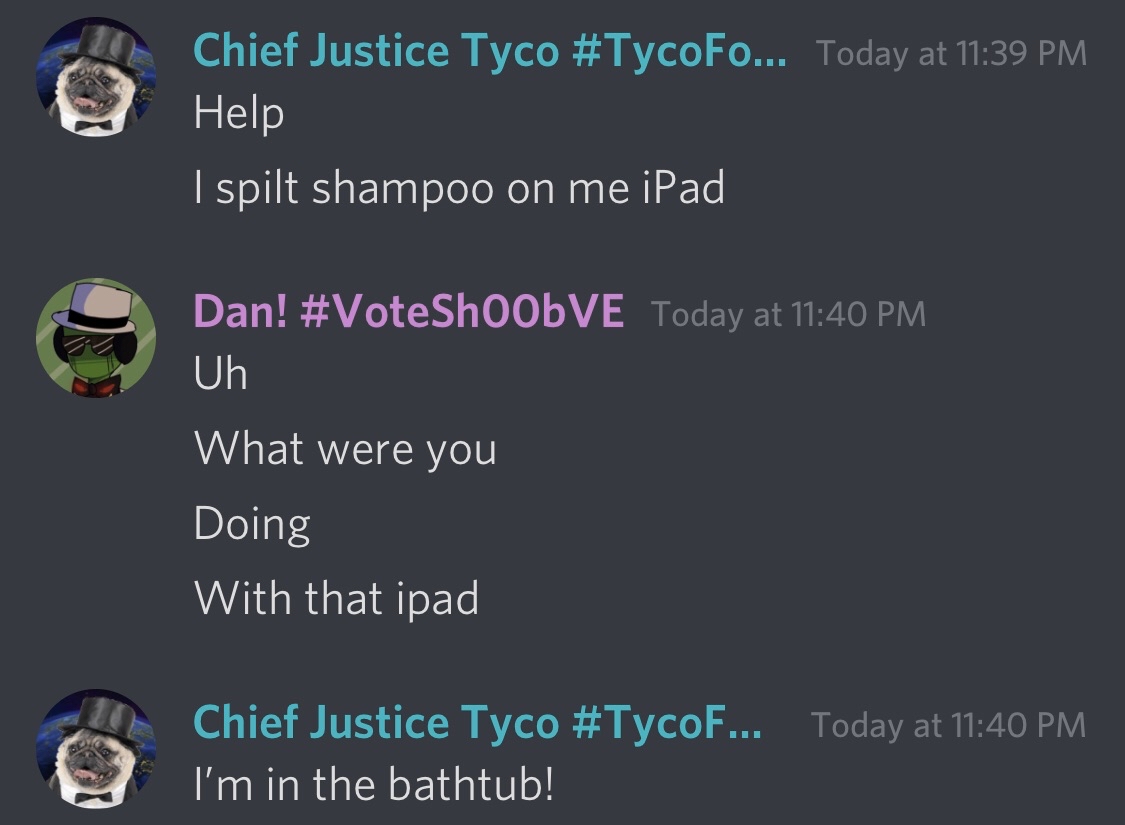 Chief Justice Tyco #TycoFo... Today at 11:39 PM
Help
I spilt shampoo on me iPad
Dan! #VoteSh00bVE Today at 11:40 PM
Uh
What were you
Doing
With that ipad
Chief Justice Tyco #TycoF... Today at 11:40 PM
I’m in the bathtub!